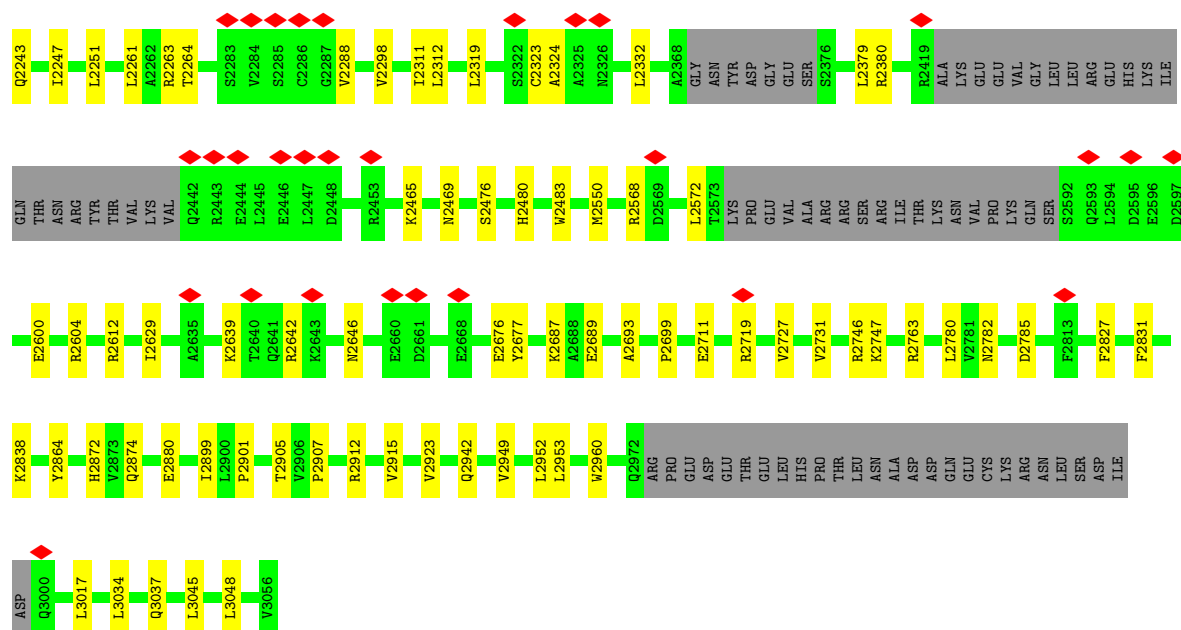 Q2243 I2247 L2251 L2261 A2262 R2263 T2264 S2283 V2284 S2285 C2286 G2287 V2288 V2298 I2311 L2312 L2319 S2322 C2323 A2324 A2325 N2326 L2332 A2368 GLY ASN TYR ASP GLY GLU SER S2376 L2379 R2380 R2419 ALA LYS GLU GLU VAL GLY LEU LEU ARG GLU HIS LYS ILE
GLN THR ASN ARG TYR THR VAL LYS VAL Q2442 R2443 E2444 L2445 E2446 L2447 D2448 R2453 K2465 N2469 S2476 H2480 W2483 M2550 R2568 D2569 L2572 T2573 LYS PRO GLU VAL ALA ARG ARG SER ARG ILE THR LYS ASN VAL PRO LYS GLN SER S2592 Q2593 L2594 D2595 E2596 D2597
E2600 R2604 R2612 I2629 A2635 K2639 T2640 Q2641 R2642 K2643 N2646 E2660 D2661 E2668 E2676 Y2677 K2687 A2688 E2689 A2693 P2699 E2711 R2719 V2727 V2731 R2746 K2747 R2763 L2780 V2781 N2782 D2785 F2813 F2827 F2831
K2838 Y2864 H2872 V2873 Q2874 E2880 I2899 L2900 P2901 T2905 V2906 P2907 R2912 V2915 V2923 Q2942 V2949 L2952 L2953 W2960 Q2972 ARG PRO GLU ASP GLU THR GLU LEU HIS PRO THR LEU ASN ALA ASP ASP GLN GLU CYS LYS ARG ASN LEU SER ASP ILE
ASP Q3000 L3017 L3034 Q3037 L3045 L3048 V3056